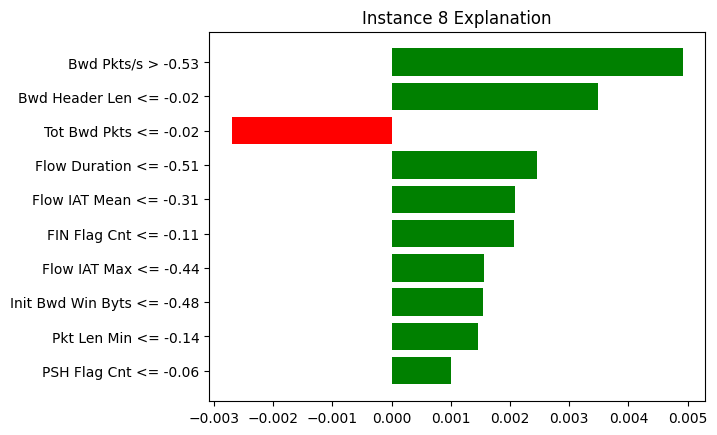 Instance 8 Explanation
Bwd Pkts/s > -0.53
Bwd Header Len <= -0.02
Tot Bwd Pkts <= -0.02
Flow Duration <= -0.51
Flow IAT Mean <= -0.31
FIN Flag Cnt <= -0.11
Flow IAT Max <= -0.44
Init Bwd Win Byts <= -0.48
Pkt Len Min <= -0.14
PSH Flag Cnt <= -0.06
−0.003 −0.002 −0.001 0.000 0.001 0.002 0.003 0.004 0.005